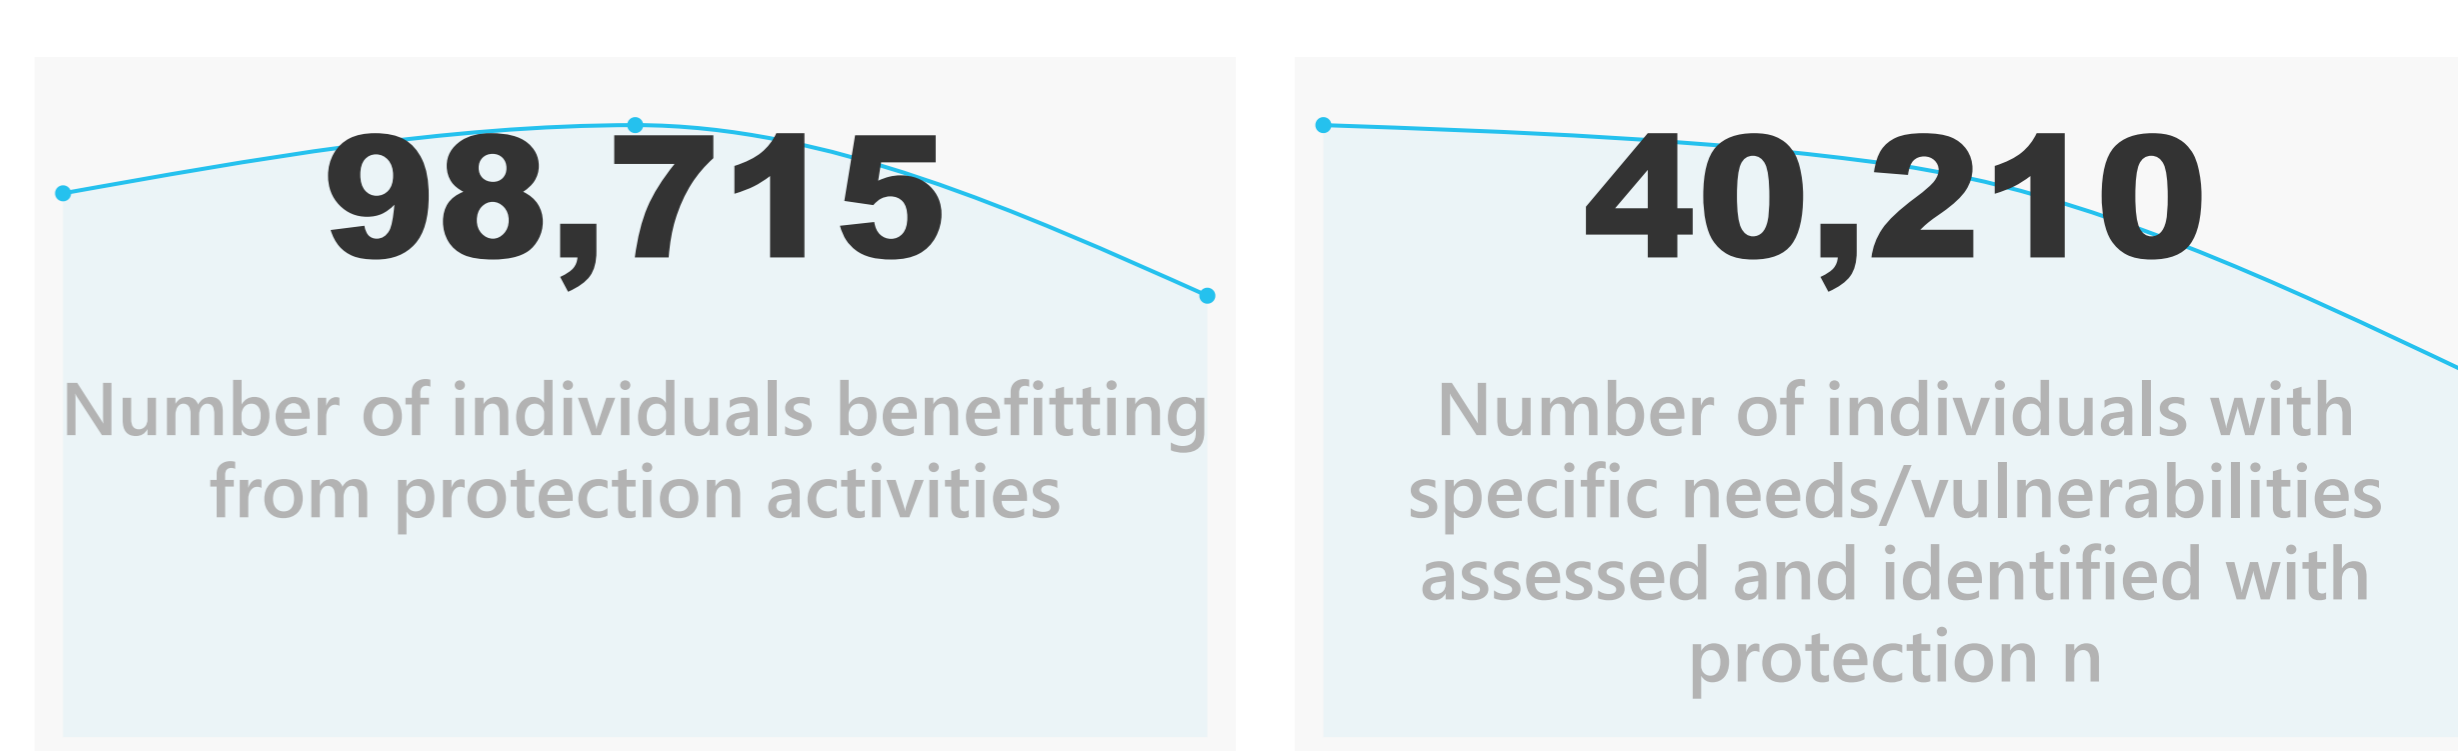 98,715
Number of individuals benefitting
from protection activities
40,210
Number of individuals with
specific needs/vulnerabilities
assessed and identified with
protection n